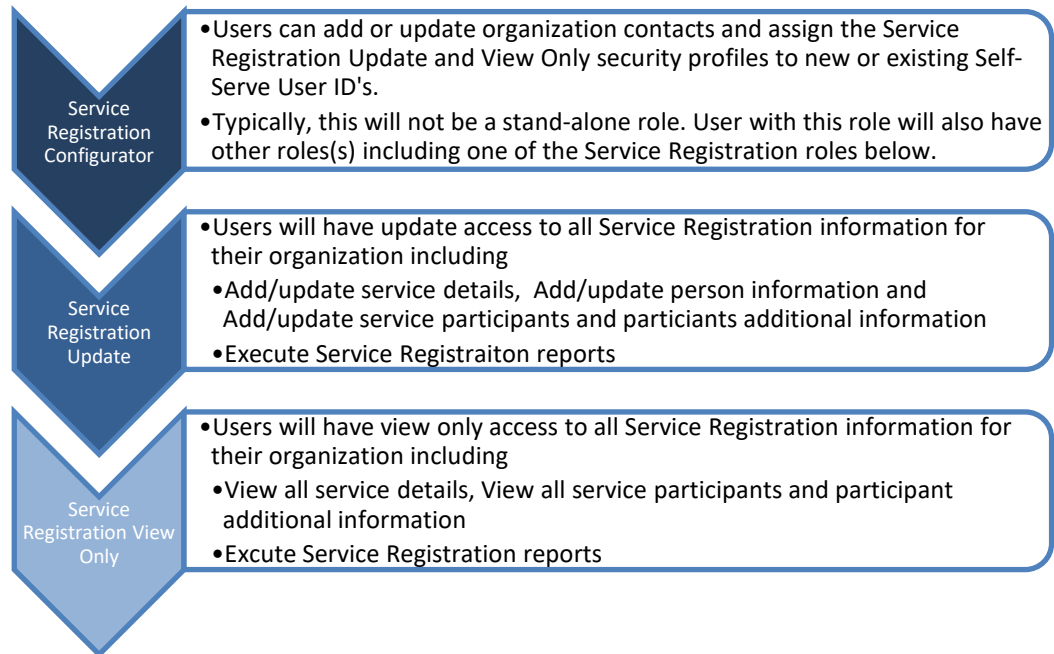 Service
Registration
Configurator
•Users can add or update organization contacts and assign the Service
Registration Update and View Only security profiles to new or existing Self-
Serve User ID's.
•Typically, this will not be a stand-alone role. User with this role will also have
other roles(s) including one of the Service Registration roles below.
Service
Registration
Update
•Users will have update access to all Service Registration information for
their organization including
•Add/update service details, Add/update person information and
Add/update service participants and particiants additional information
•Execute Service Registraiton reports
Service
Registration View
Only
•Users will have view only access to all Service Registration information for
their organization including
•View all service details, View all service participants and participant
additional information
•Excute Service Registration reports